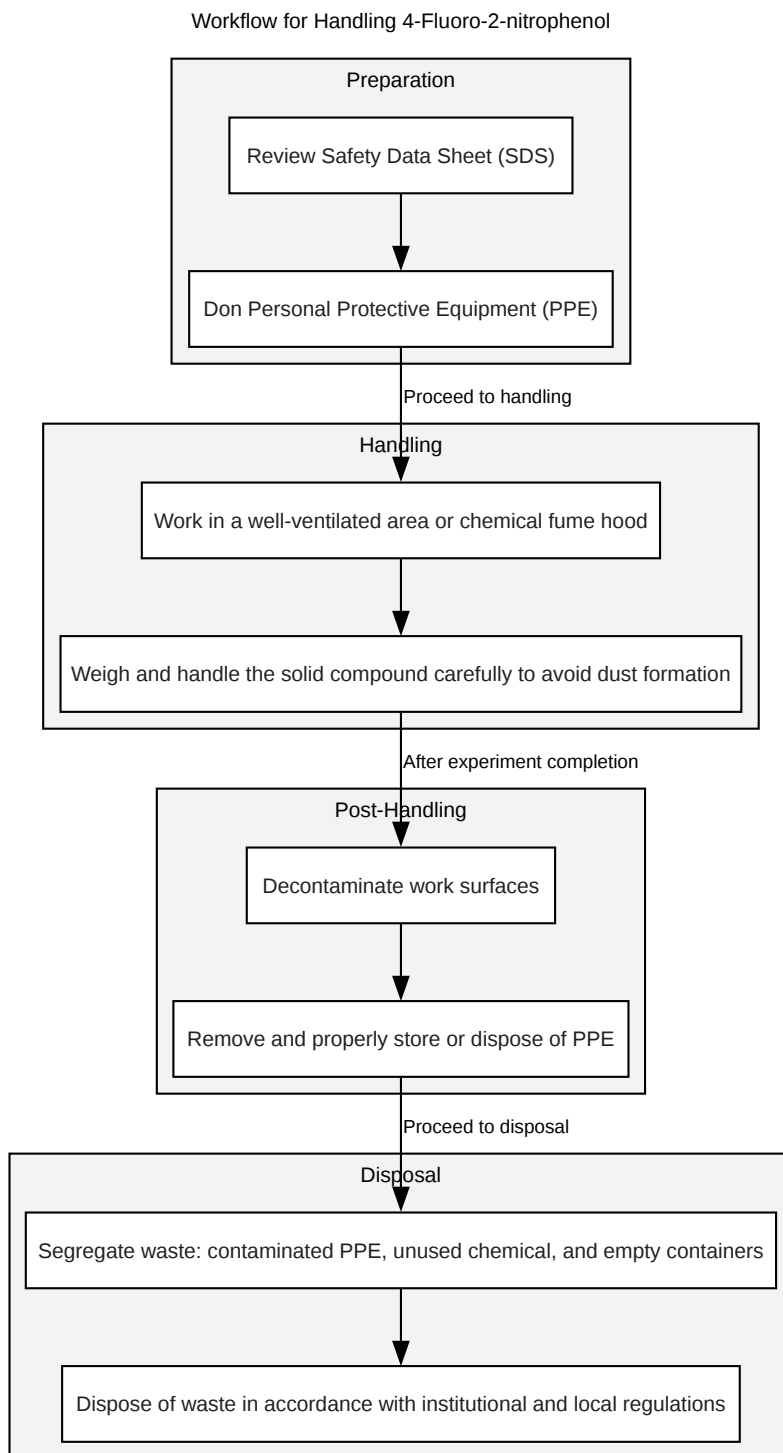 Workflow for Handling 4-Fluoro-2-nitrophenol
Preparation
Review Safety Data Sheet (SDS)
Don Personal Protective Equipment (PPE)
Proceed to handling
Handling
Work in a well-ventilated area or chemical fume hood
Weigh and handle the solid compound carefully to avoid dust formation
After experiment completion
Post-Handling
Decontaminate work surfaces
Remove and properly store or dispose of PPE
Proceed to disposal
Disposal
Segregate waste: contaminated PPE, unused chemical, and empty containers
Dispose of waste in accordance with institutional and local regulations